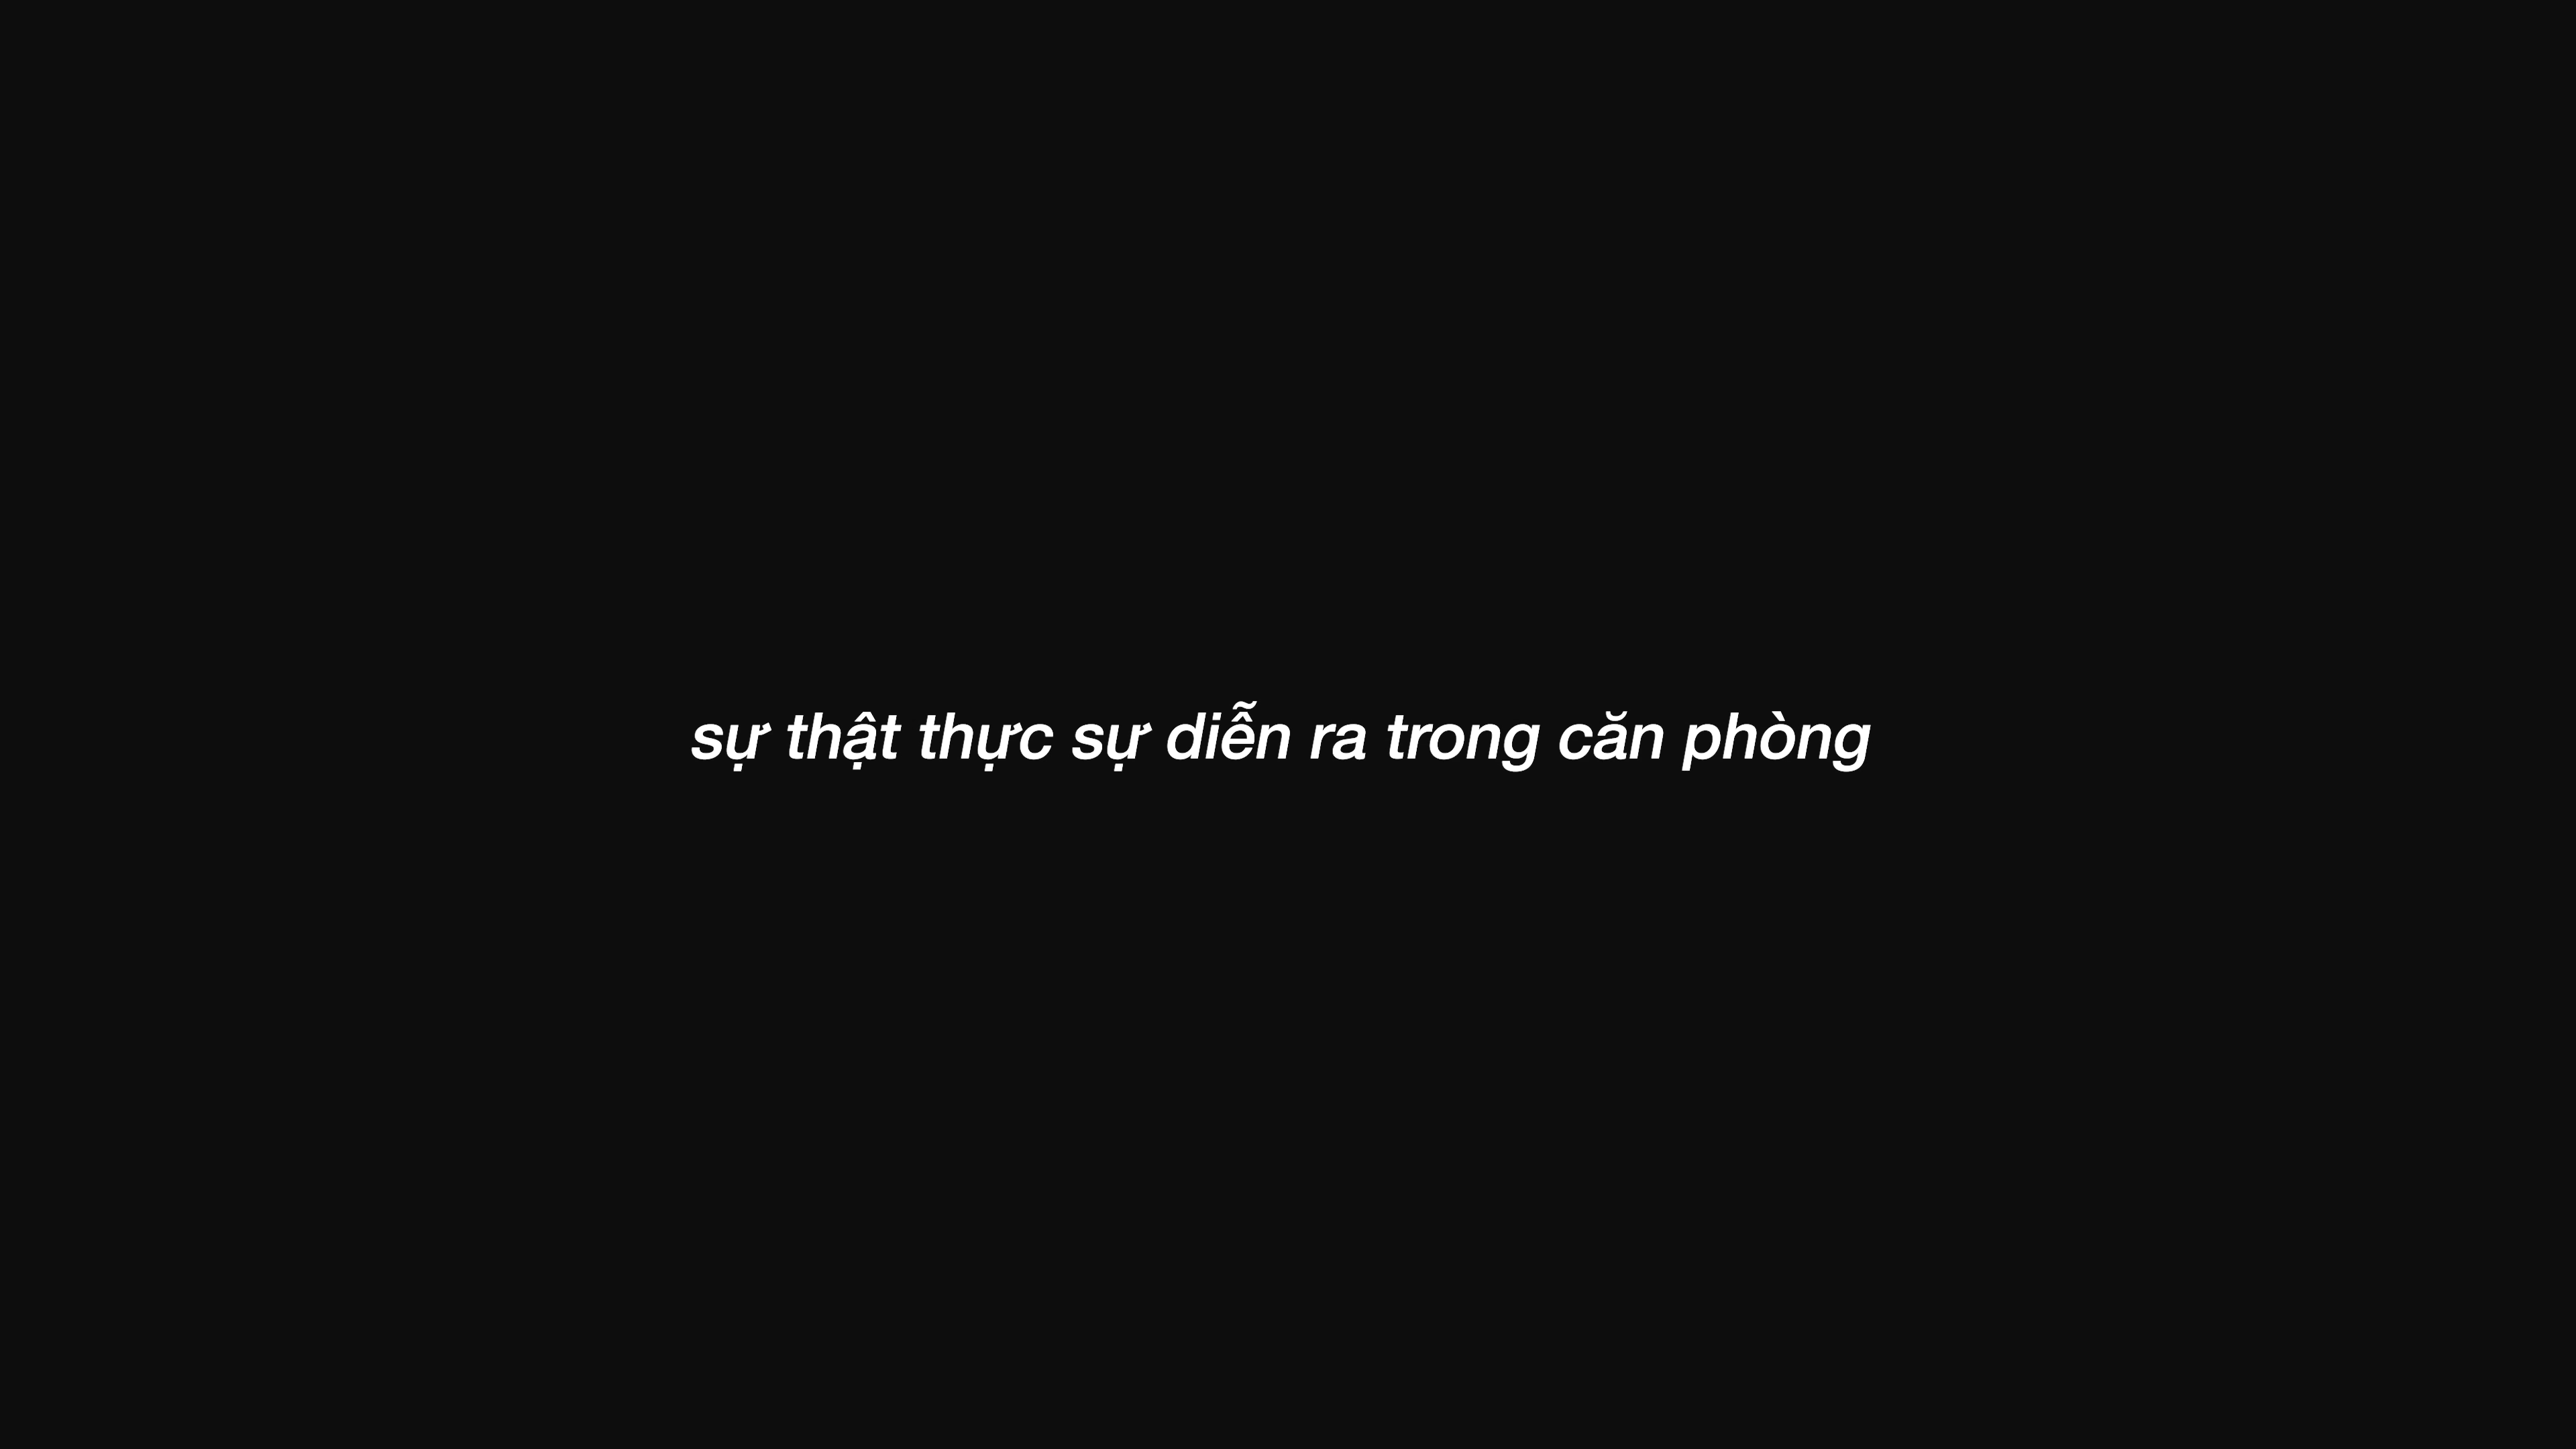 sự thật thực sự diễn ra trong căn phòng